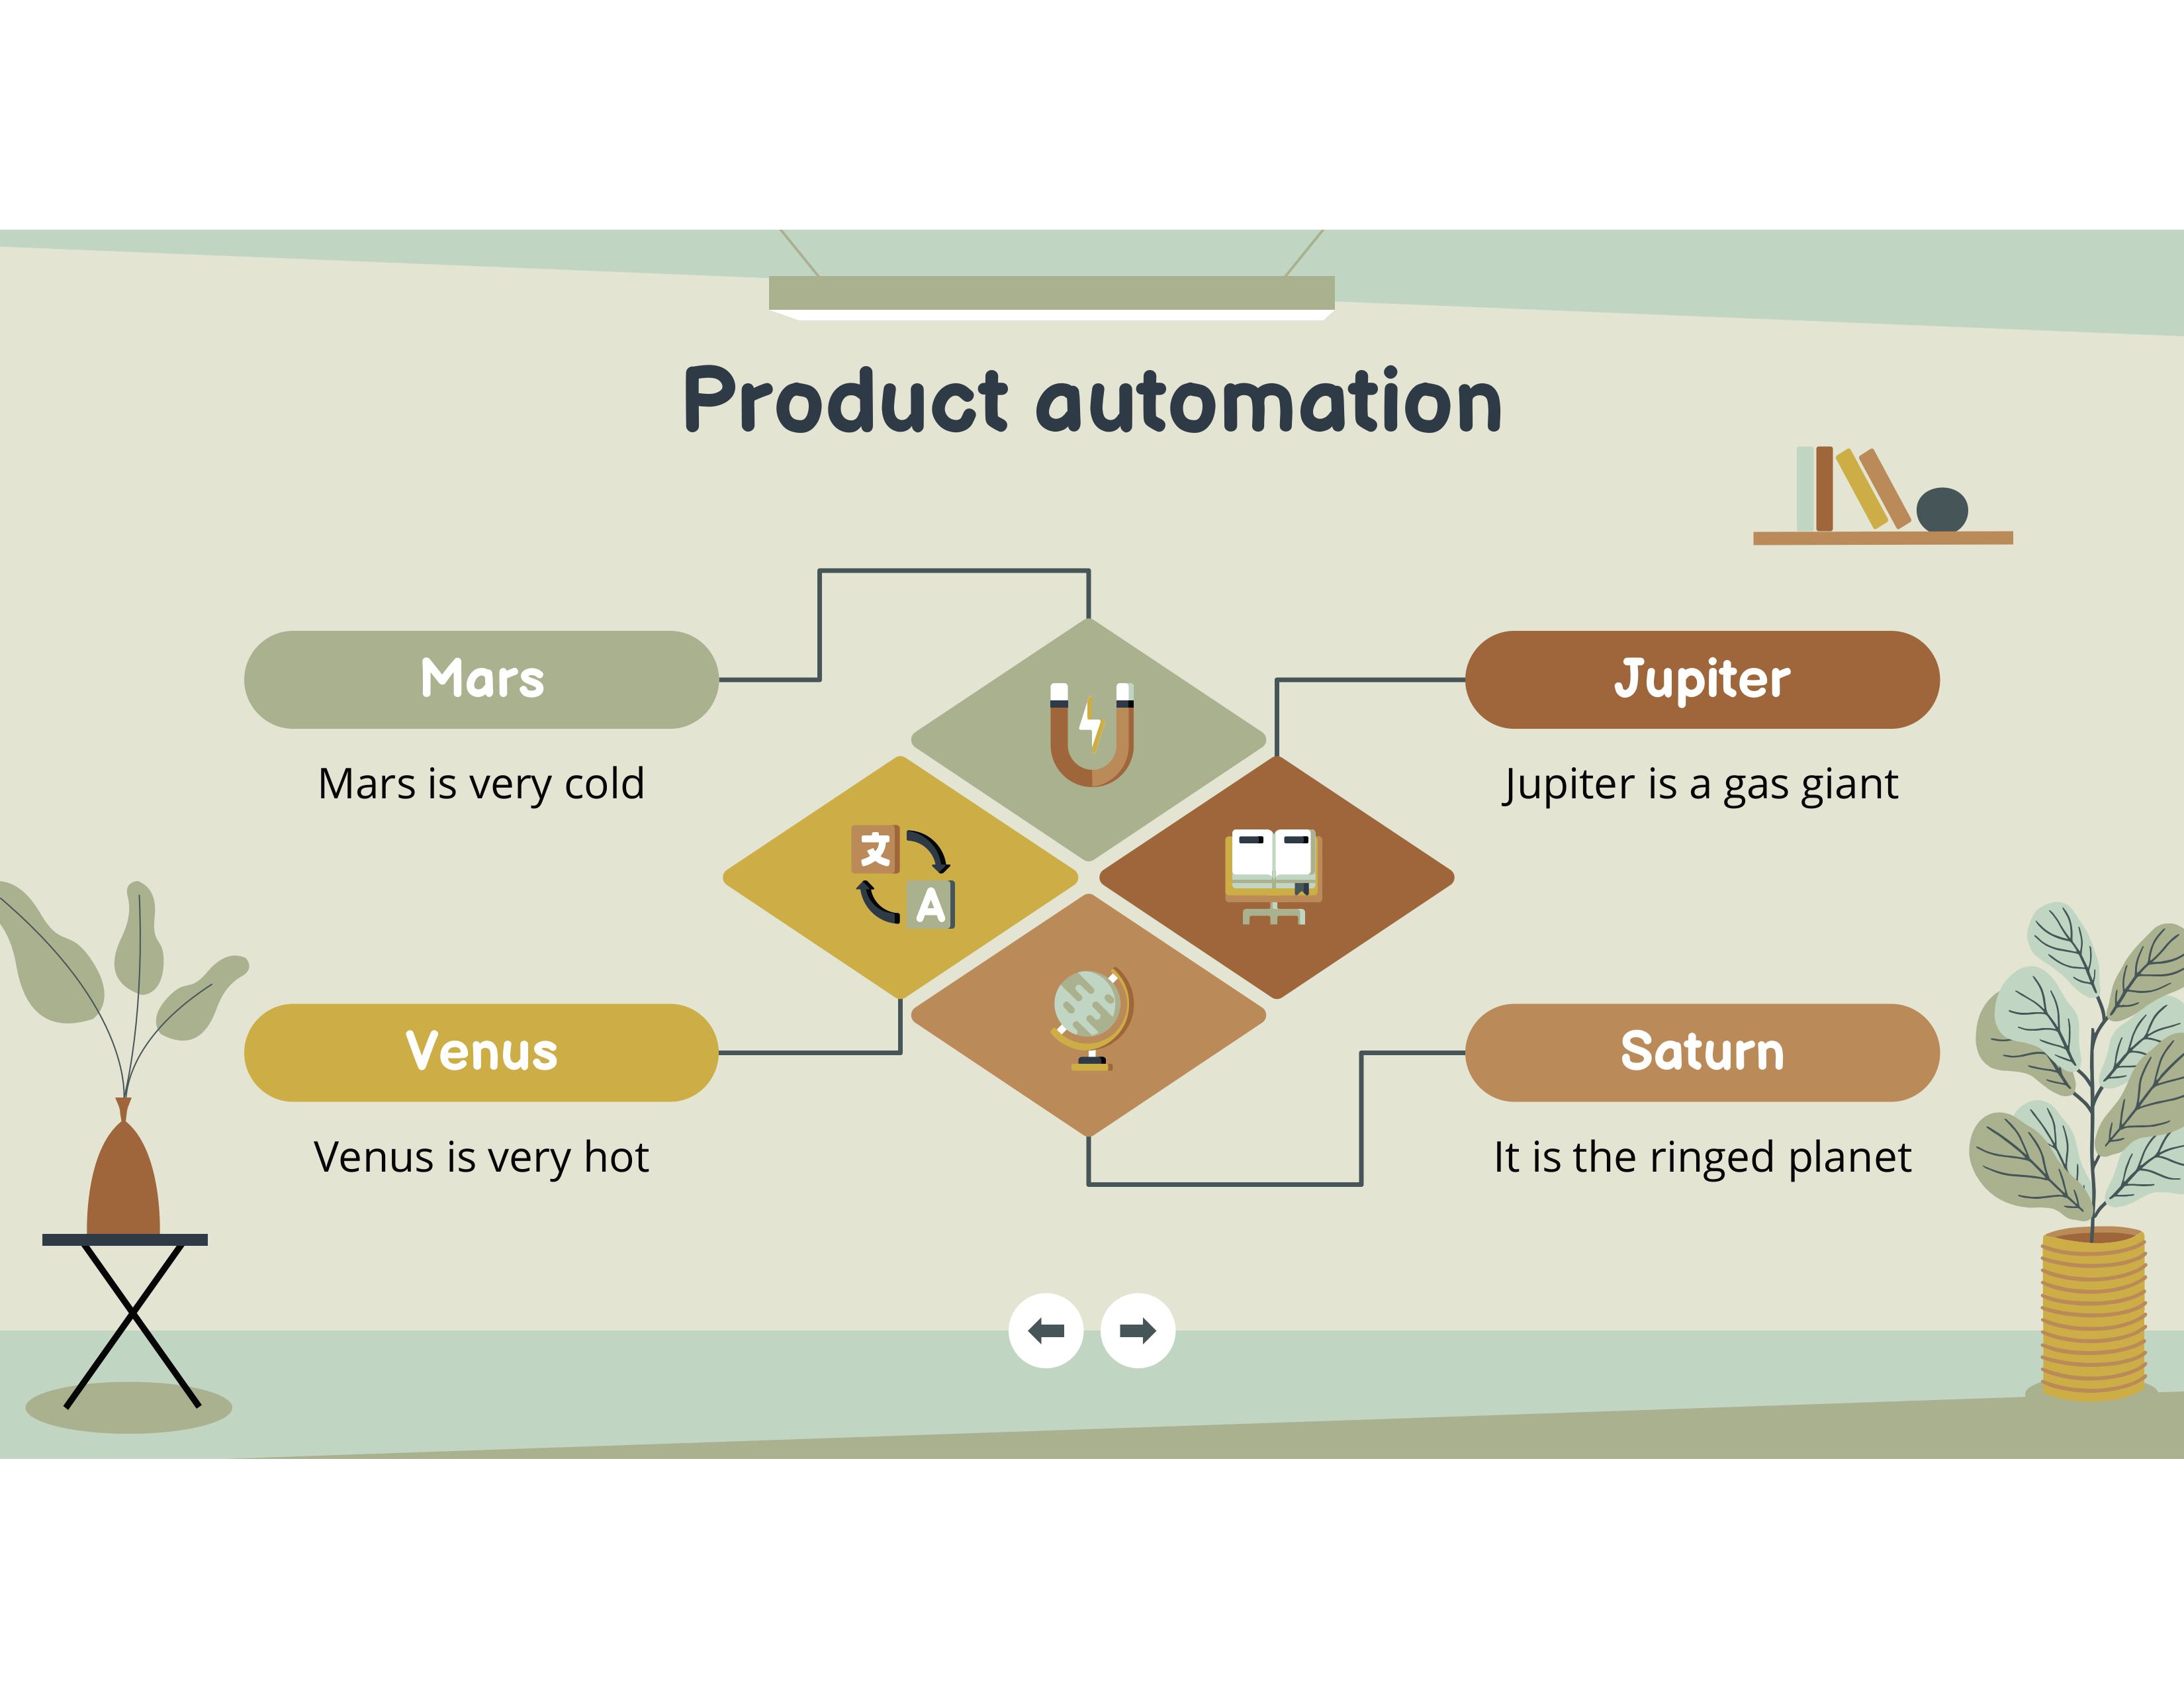 Product automation
Mars
Mars is very cold
Jupiter
Jupiter is a gas giant
文
A
Venus
Venus is very hot
Saturn
It is the ringed planet